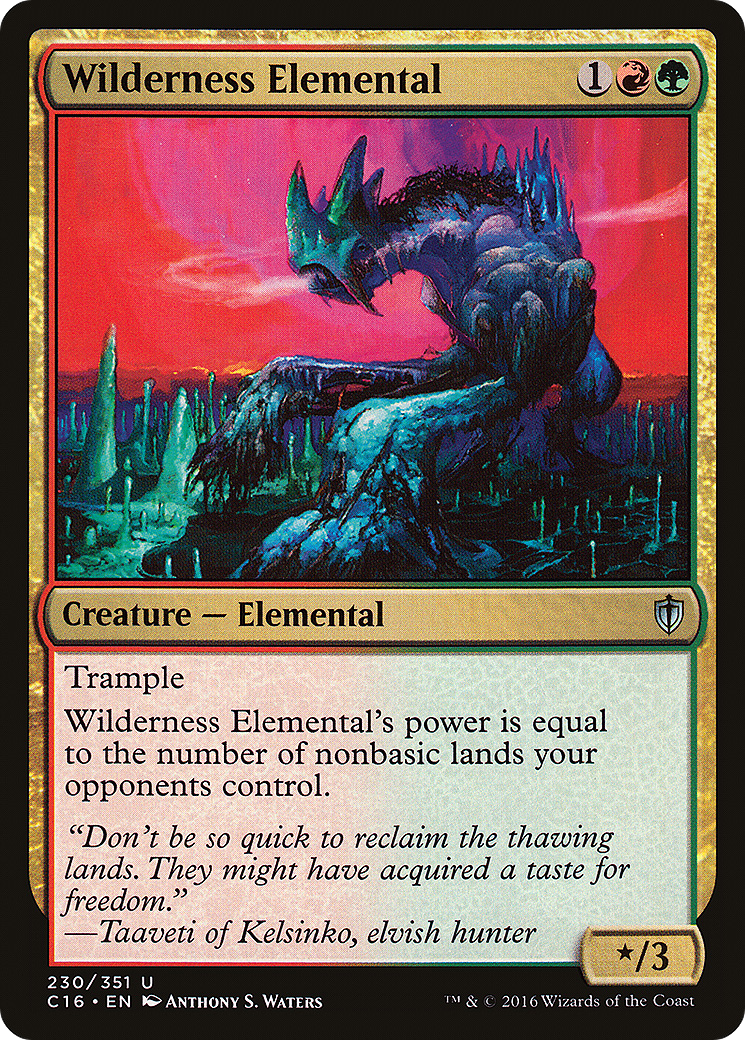 Wilderness Elemental 1
Creature — Elemental
Trample
Wilderness Elemental's power is equal
to the number of nonbasic lands your
opponents control.
“Don't be so quick to reclaim the thawing
lands. They might have acquired a taste for
freedom.”
—Taaveti of Kelsinko, elvish hunter
★/3
230/351 U
C16 • EN Anthony S. Waters
™ & © 2016 Wizards of the Coast